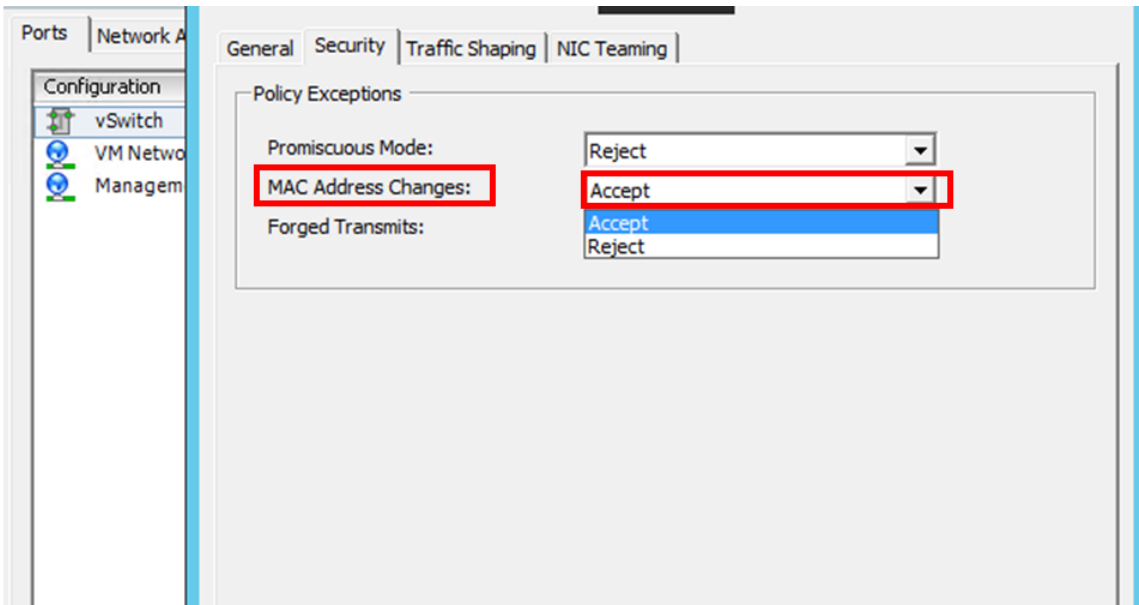 Ports
Network A
General
Security
Traffic Shaping
NIC Teaming
Configuration
vSwitch
VM Netwo
Managem
Policy Exceptions
Promiscuous Mode:
Reject
MAC Address Changes:
Accept
Forged Transmits:
Accept
Reject